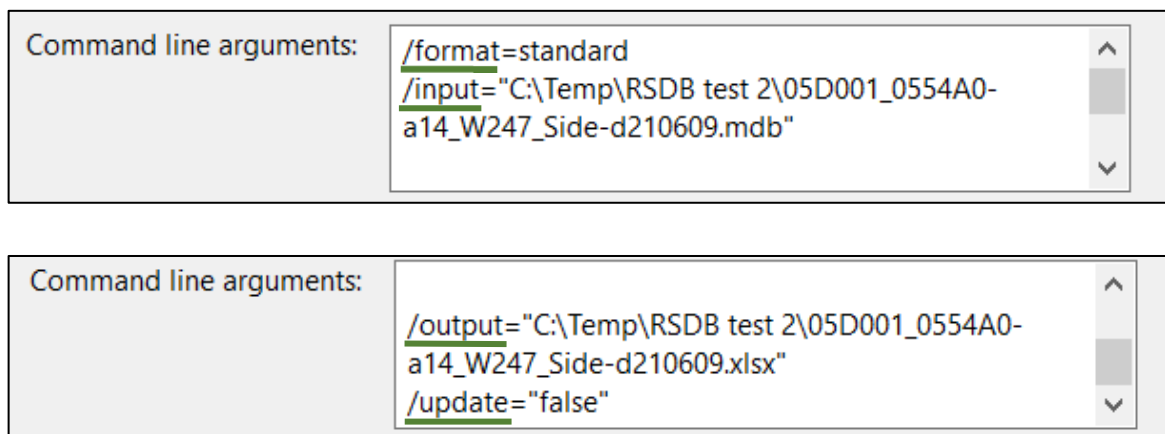 Command line arguments:
/format=standard
/input="C:\Temp\RSDB test 2\05D001_0554A0-
a14_W247_Side-d210609.mdb"
Command line arguments:
/output="C:\Temp\RSDB test 2\05D001_0554A0-
a14_W247_Side-d210609.xlsx"
/update="false"